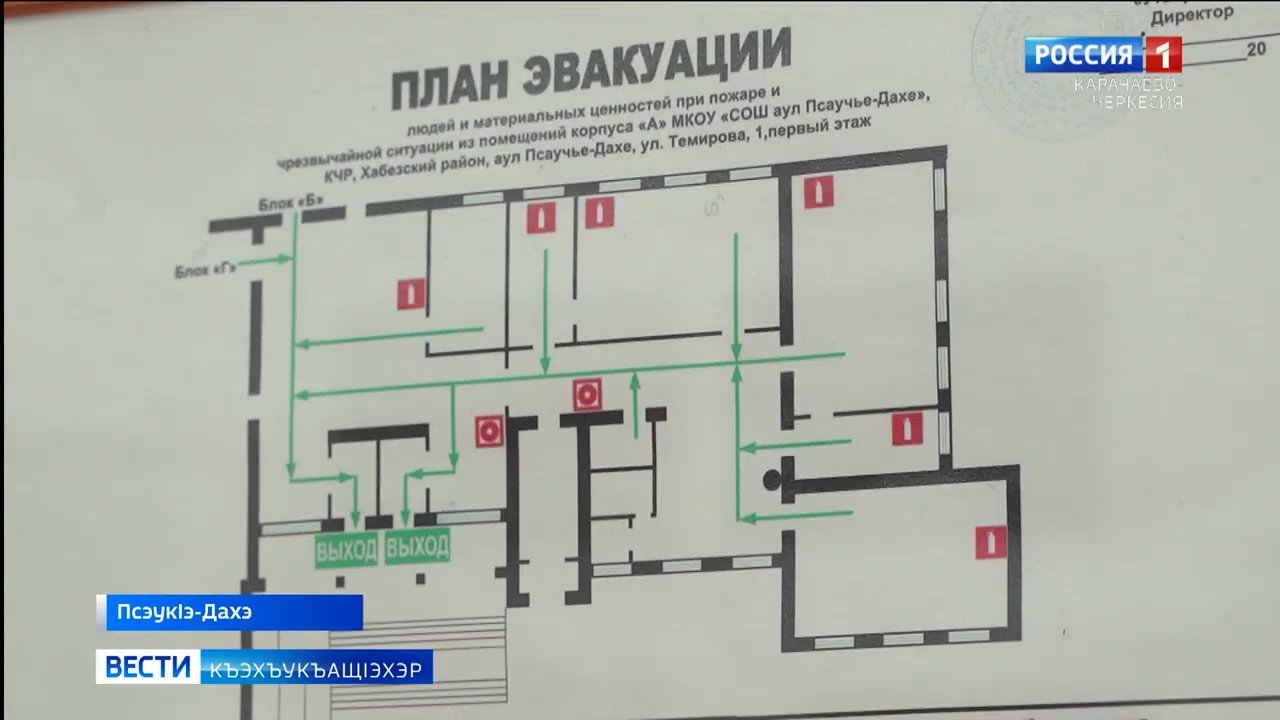 Директор
20
РОССИЯ 1
КАРАЧАЕВО-
ЧЕРКЕСИЯ
ПЛАН ЭВАКУАЦИИ
людей и материальных ценностей при пожаре и
чрезвычайной ситуации из помещений корпуса «А» МКОУ «СОШ аул Псаучье-Дахе»,
КЧР, Хабезский район, аул Псаучье-Дахе, ул. Темирова, 1,первый этаж
Блок «Б»
Блок «Г»
ВЫХОД ВЫХОД
ПсэукIэ-Дахэ
ВЕСТИ КЪЭХЪУКЪАЩIЭХЭР